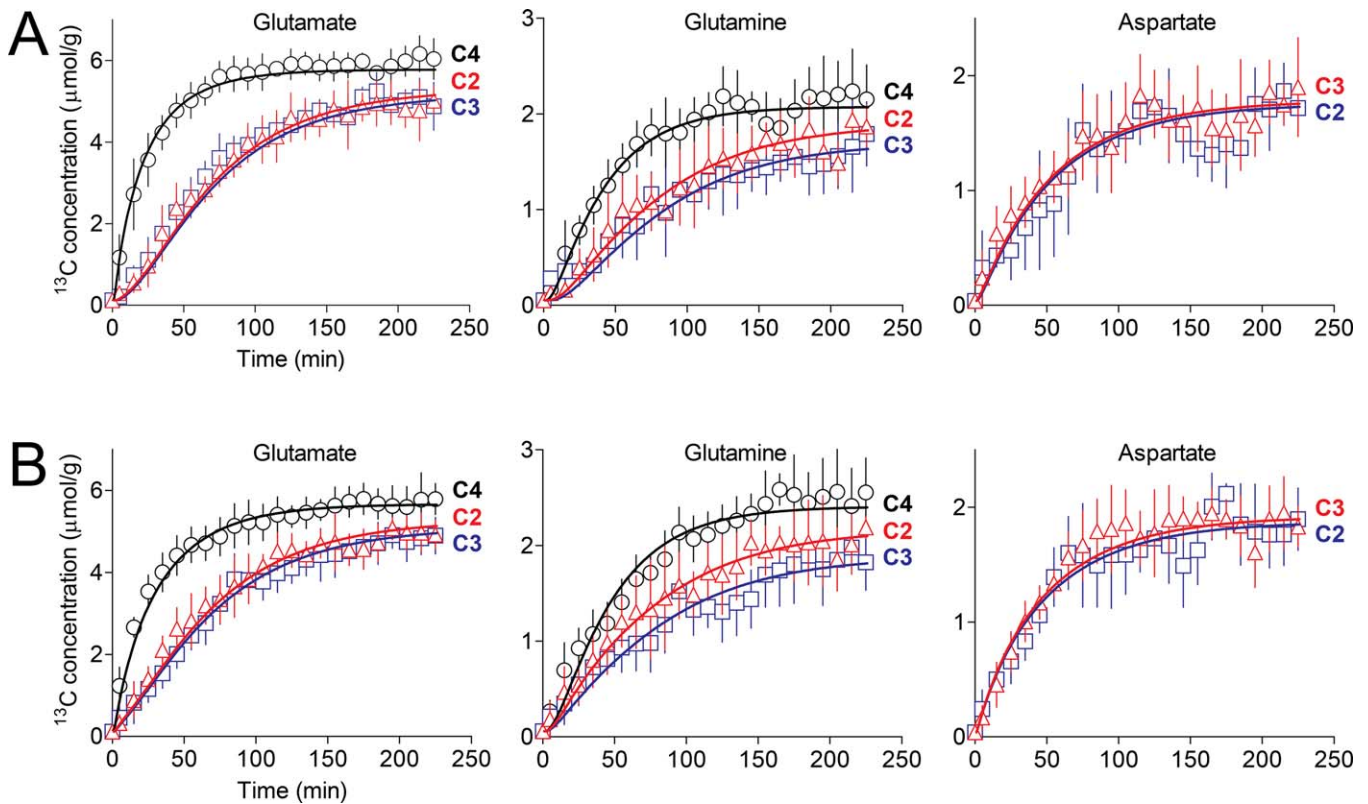 A
Glutamate
Glutamine
Aspartate
¹³C concentration (μmol/g)
6
4
2
0
C4
C2
C3
0 50 100 150 200 250
Time (min)
3
2
1
0
C4
C2
C3
0 50 100 150 200 250
2
1
0
C3
C2
0 50 100 150 200 250
B
Glutamate
Glutamine
Aspartate
¹³C concentration (μmol/g)
6
4
2
0
C4
C2
C3
0 50 100 150 200 250
Time (min)
3
2
1
0
C4
C2
C3
0 50 100 150 200 250
2
1
0
C3
C2
0 50 100 150 200 250